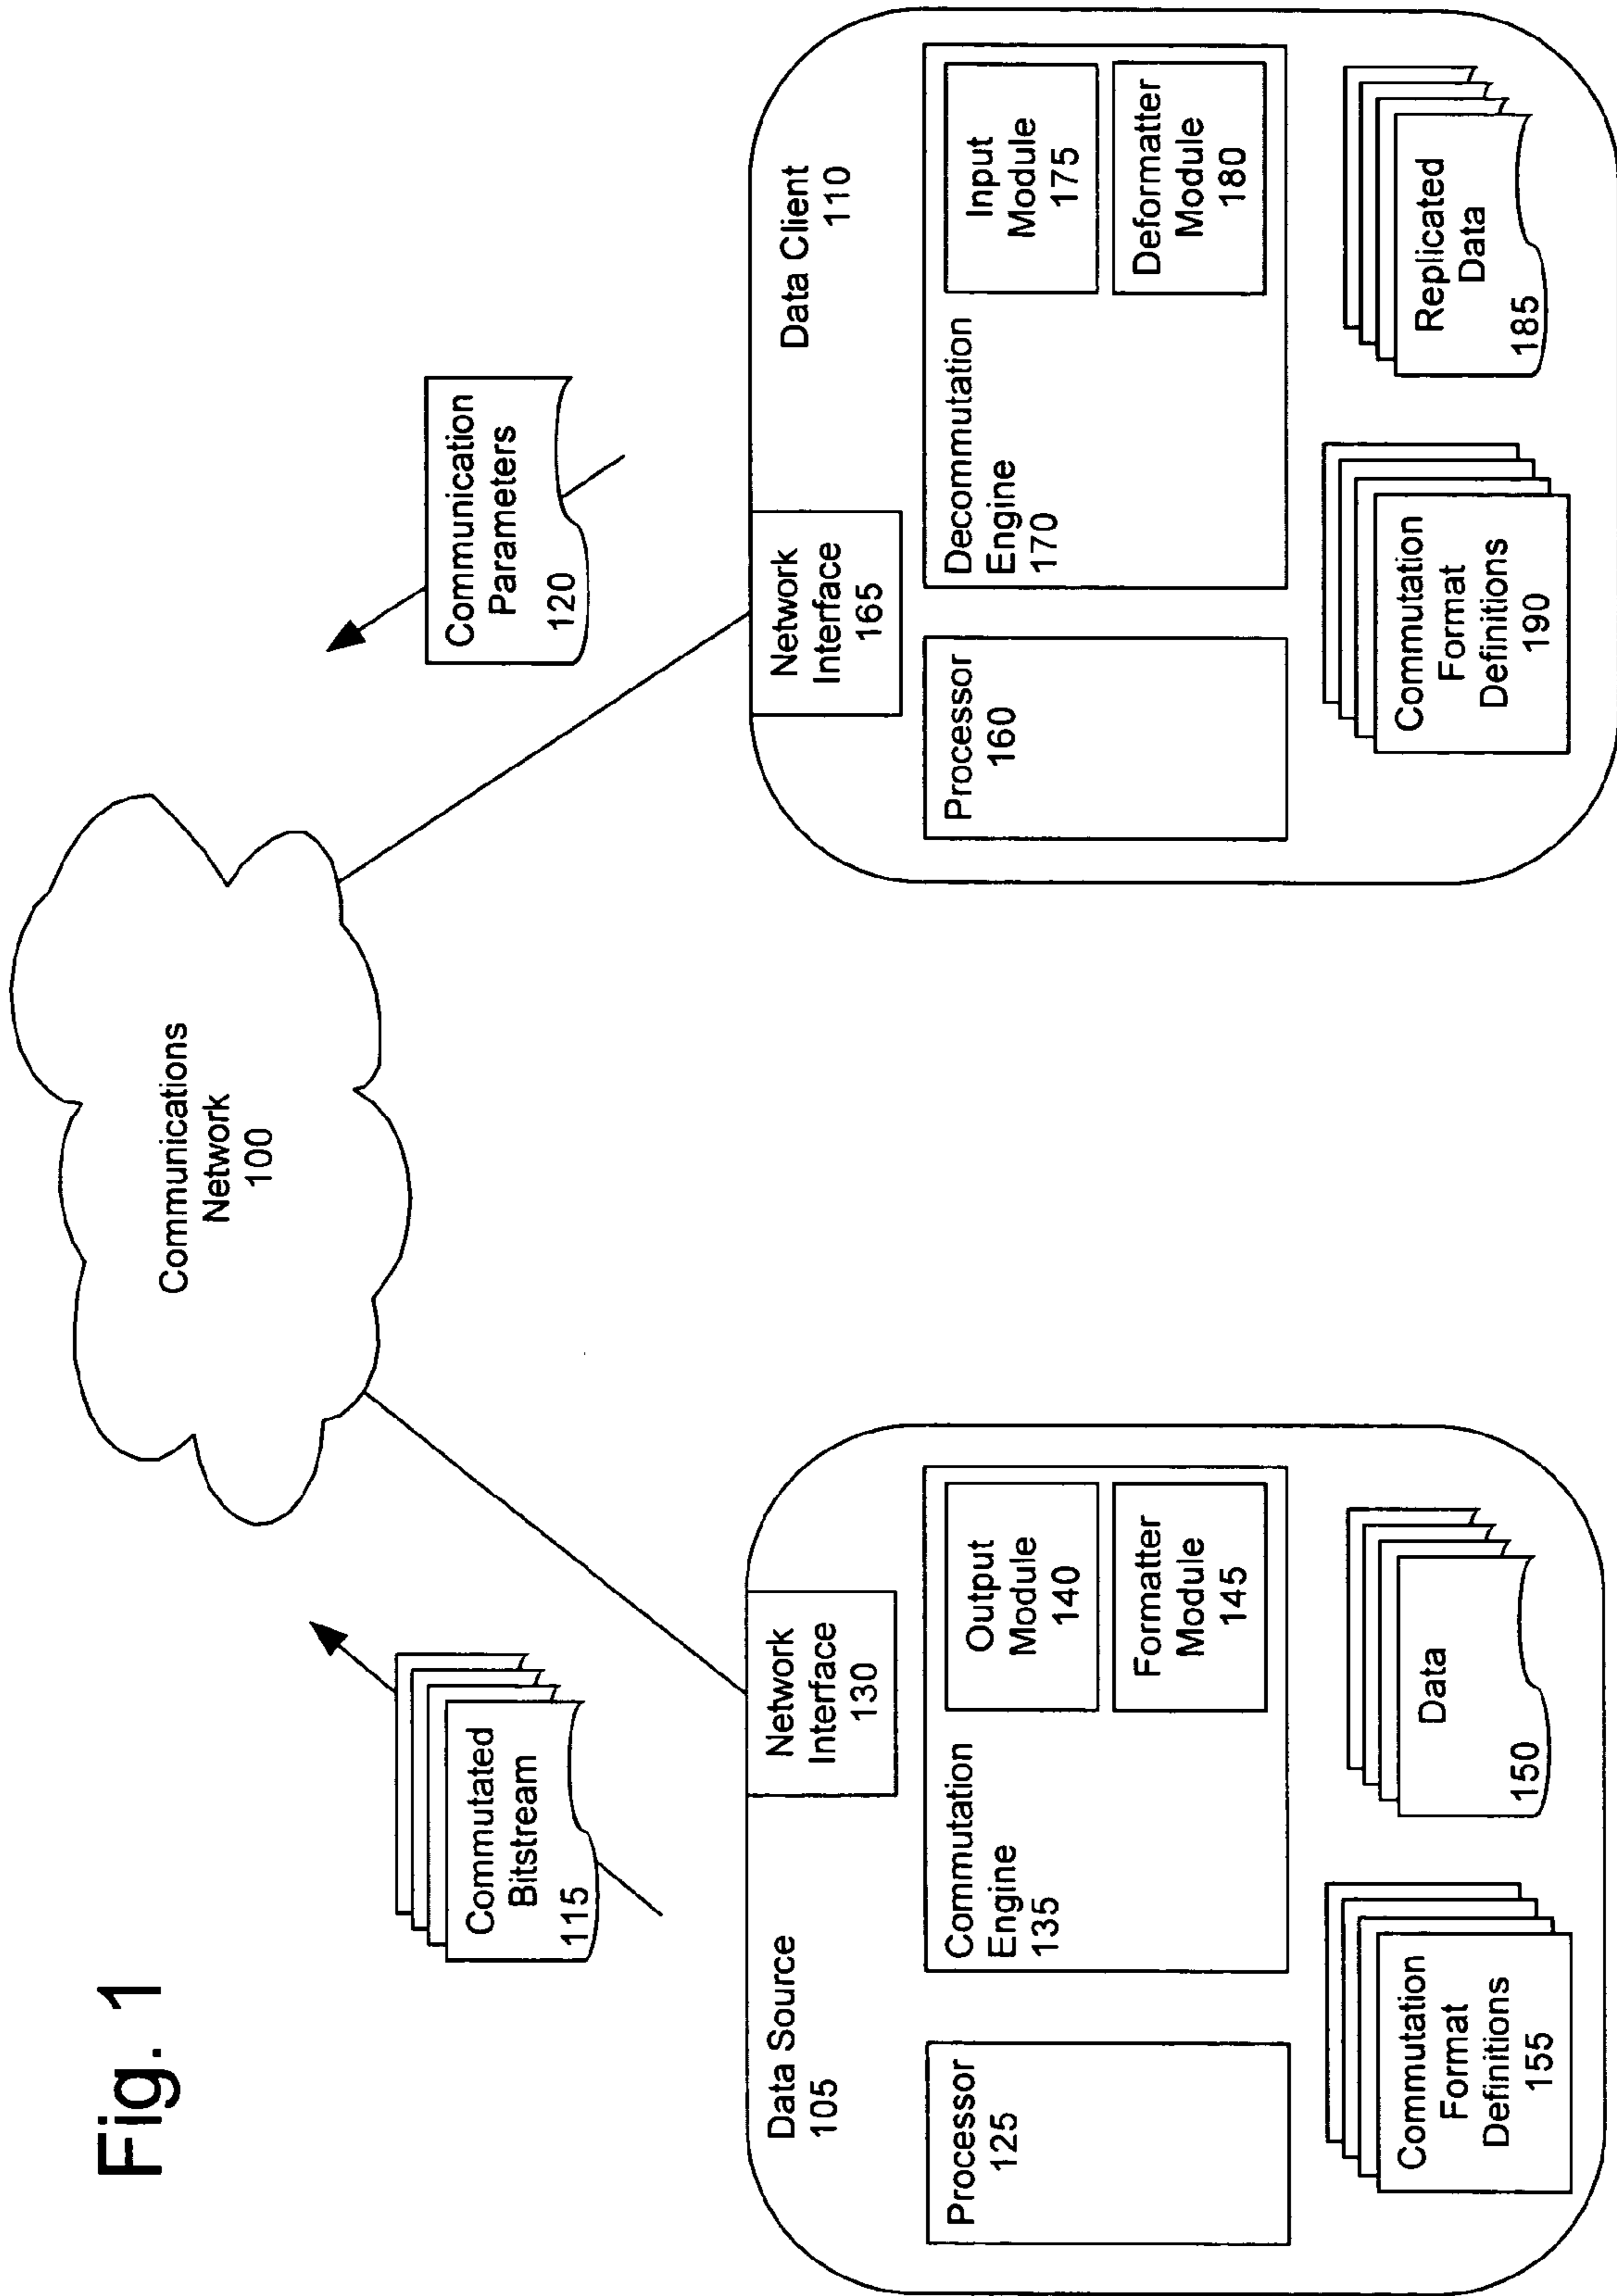 Fig. 1
Communications
Network
100
Commutated
Bitstream
115
Communication
Parameters
120
Data Source
105
Network
Interface
130
Processor
125
Commutation
Engine
135
Output
Module
140
Formatter
Module
145
Commutation
Format
Definitions
155
Data
150
Data Client
110
Network
Interface
165
Processor
160
Decommutation
Engine
170
Input
Module
175
Deformatter
Module
180
Commutation
Format
Definitions
190
Replicated
Data
185